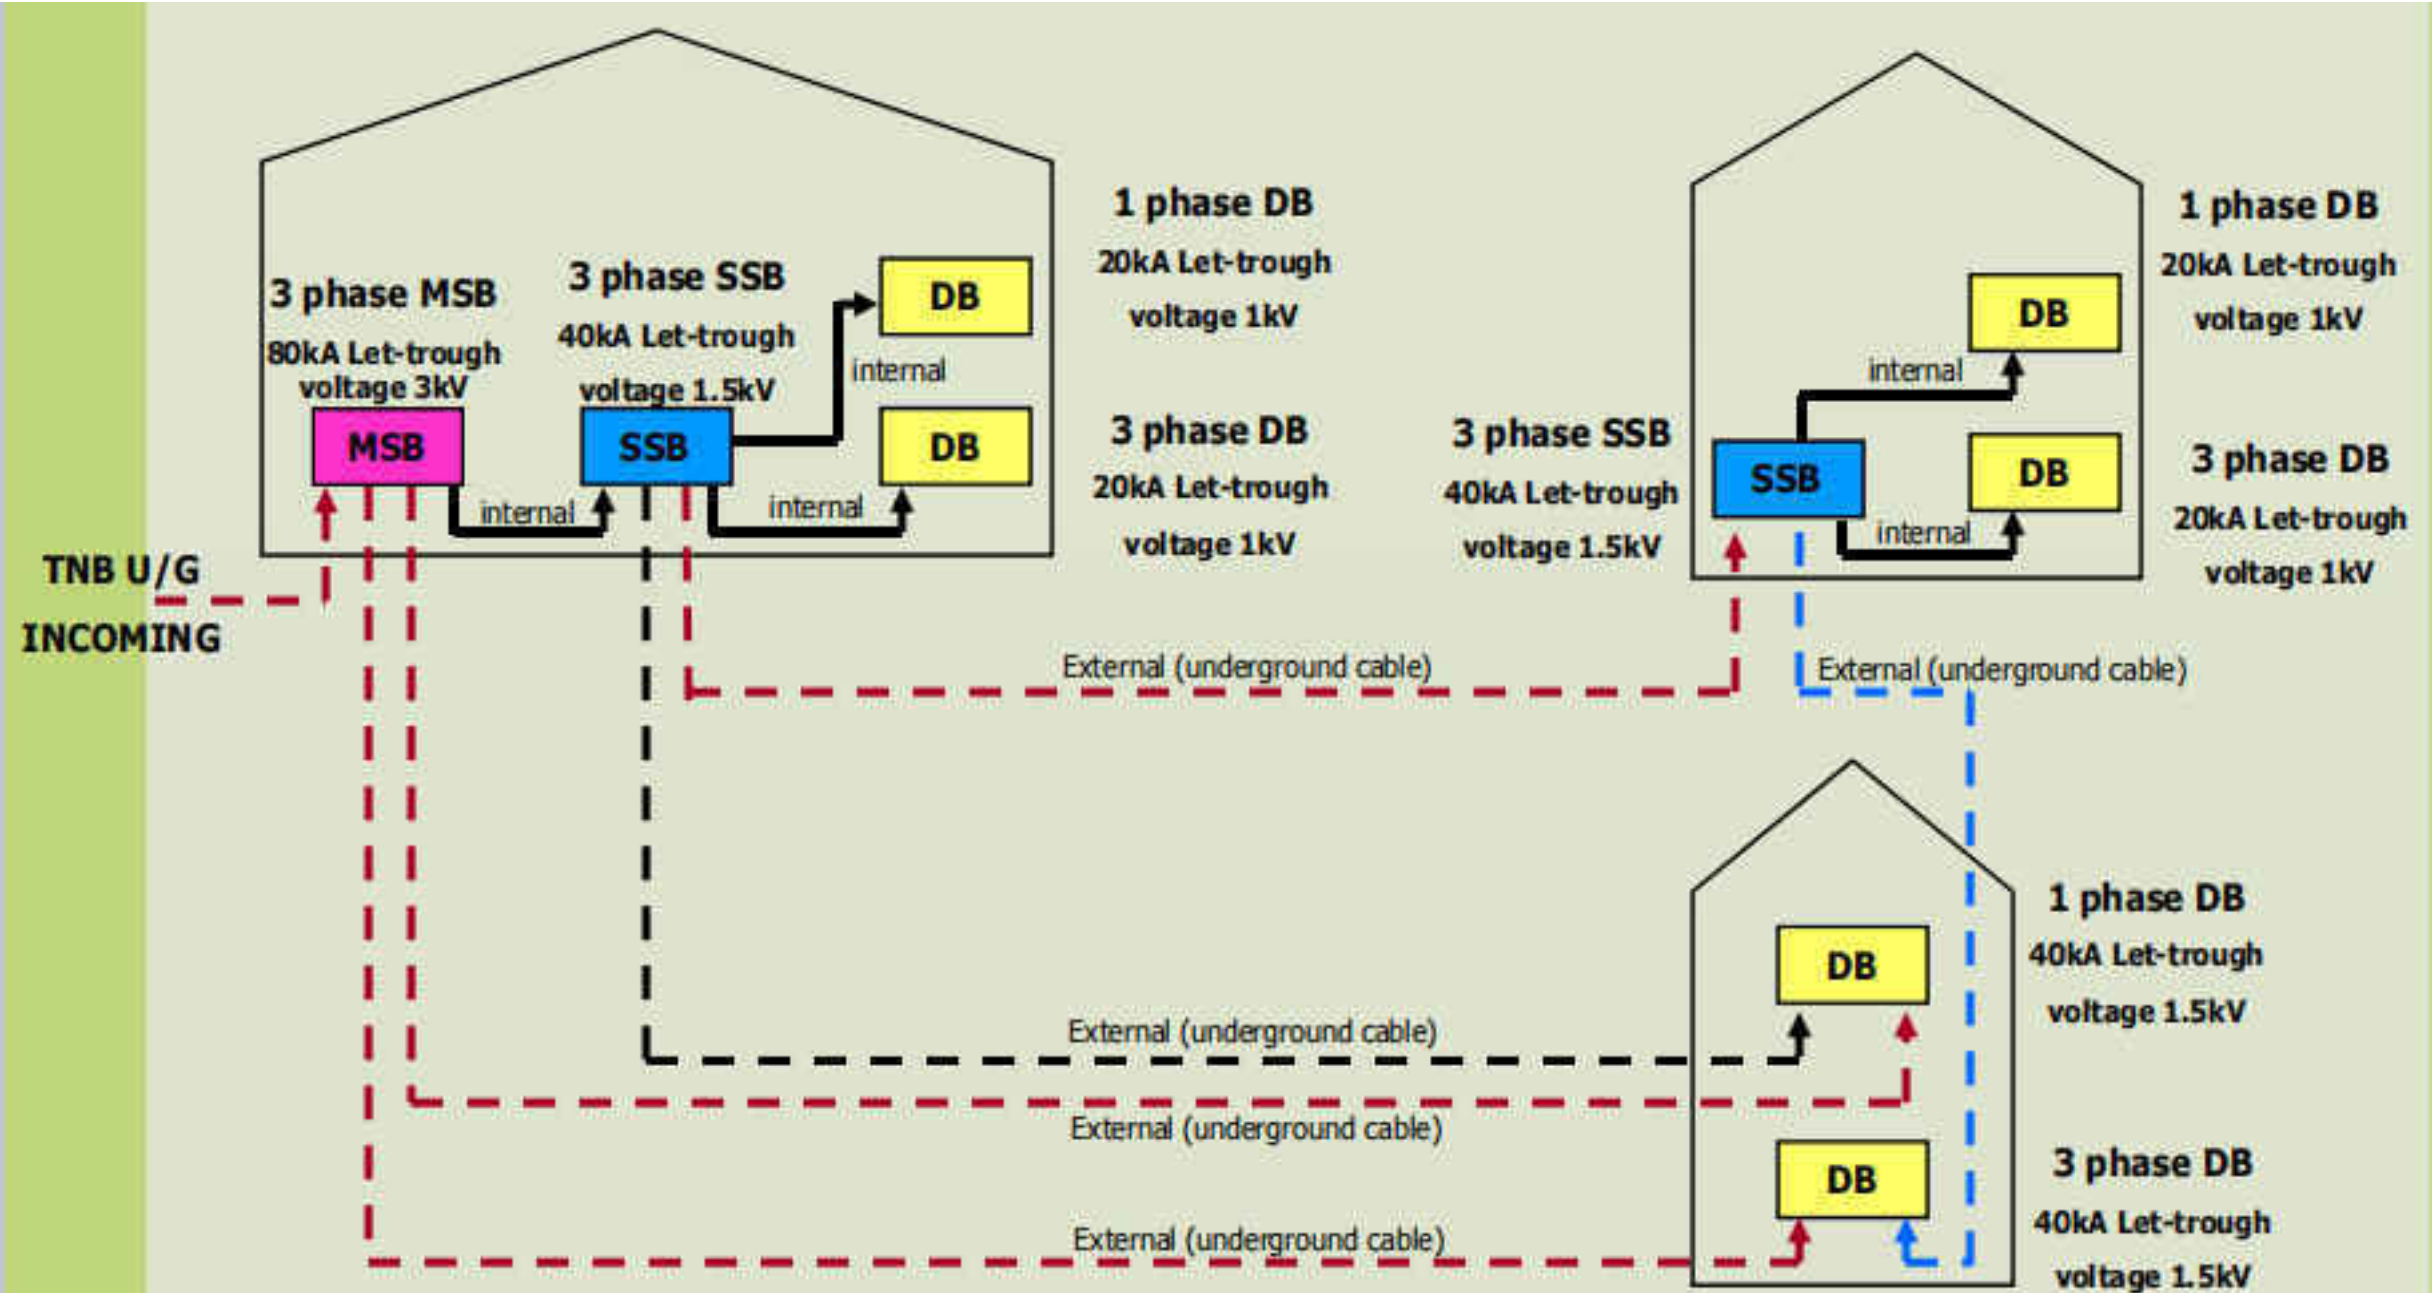 3 phase MSB
80kA Let-trough
voltage 3kV
MSB
internal
3 phase SSB
40kA Let-trough
voltage 1.5kV
SSB
internal
internal
DB
DB
1 phase DB
20kA Let-trough
voltage 1kV
3 phase DB
20kA Let-trough
voltage 1kV
TNB U/G
INCOMING
3 phase SSB
40kA Let-trough
voltage 1.5kV
SSB
internal
internal
DB
DB
1 phase DB
20kA Let-trough
voltage 1kV
3 phase DB
20kA Let-trough
voltage 1kV
External (underground cable)
External (underground cable)
DB
1 phase DB
40kA Let-trough
voltage 1.5kV
External (underground cable)
External (underground cable)
DB
3 phase DB
40kA Let-trough
voltage 1.5kV
External (underground cable)